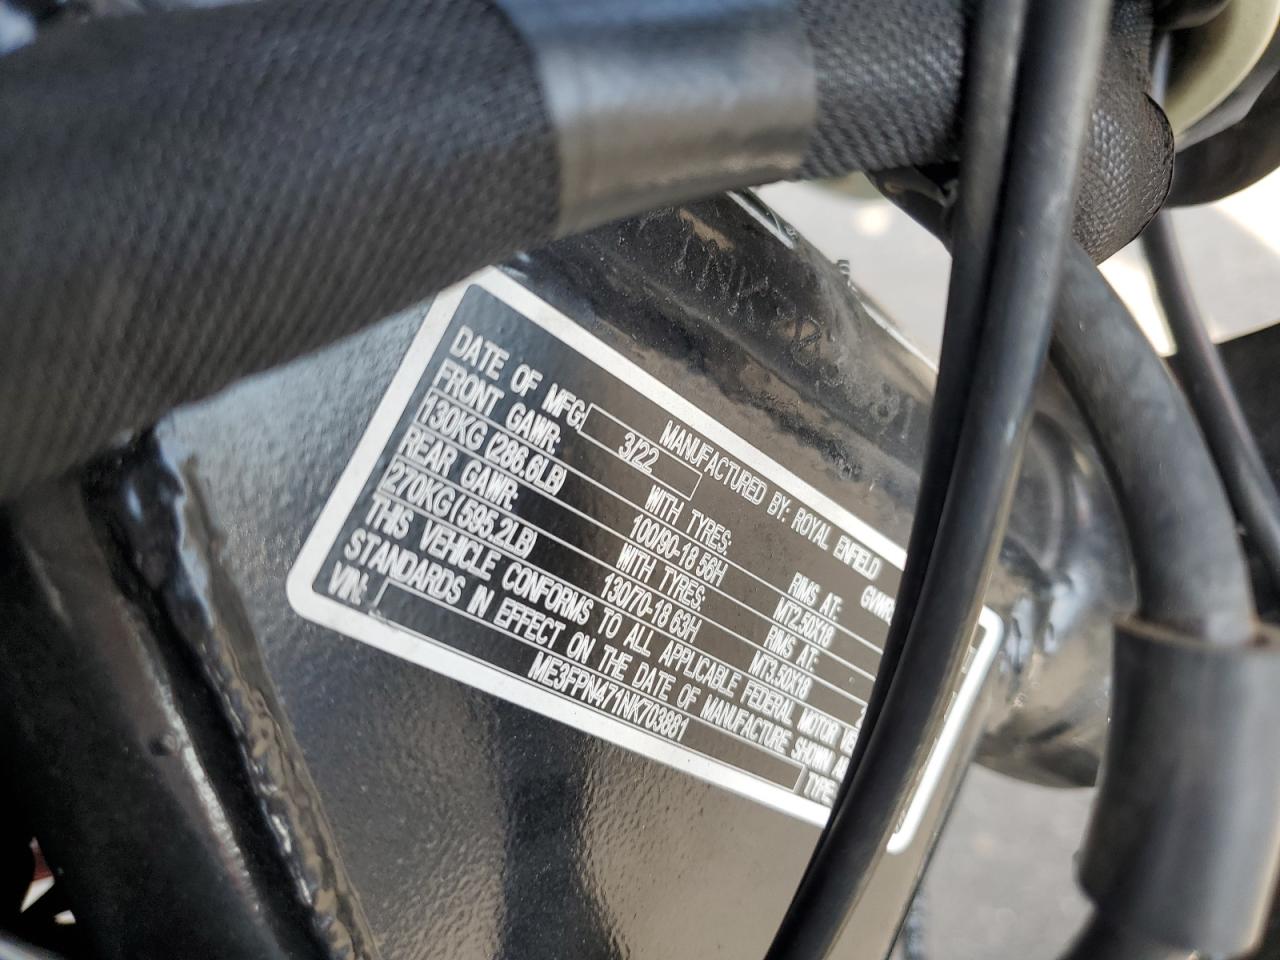 MANUFACTURED BY: ROYAL ENFIELD
DATE OF MFG: 3/22
FRONT GAWR: WITH TYRES: RIMS AT: GVWR
130KG (286.6LB) 100/90-18 56H MT2.50X18
REAR GAWR: WITH TYRES: RIMS AT:
270KG (595.2LB) 130/70-18 63H MT3.50X18
THIS VEHICLE CONFORMS TO ALL APPLICABLE FEDERAL MOTOR VE
STANDARDS IN EFFECT ON THE DATE OF MANUFACTURE SHOWN
VIN: ME3FPN471NK703881 TYPE: